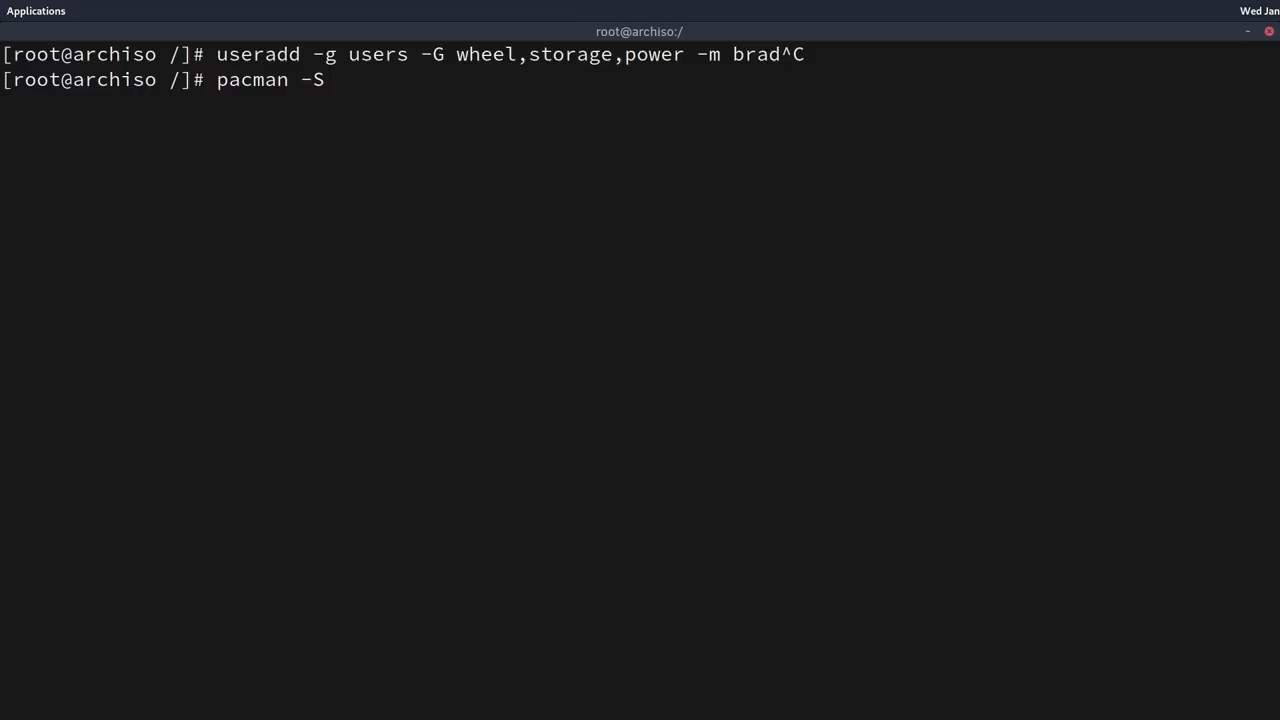 Applications
Wed Jan
root@archiso:/
[root@archiso /]# useradd -g users -G wheel,storage,power -m brad^C
[root@archiso /]# pacman -S